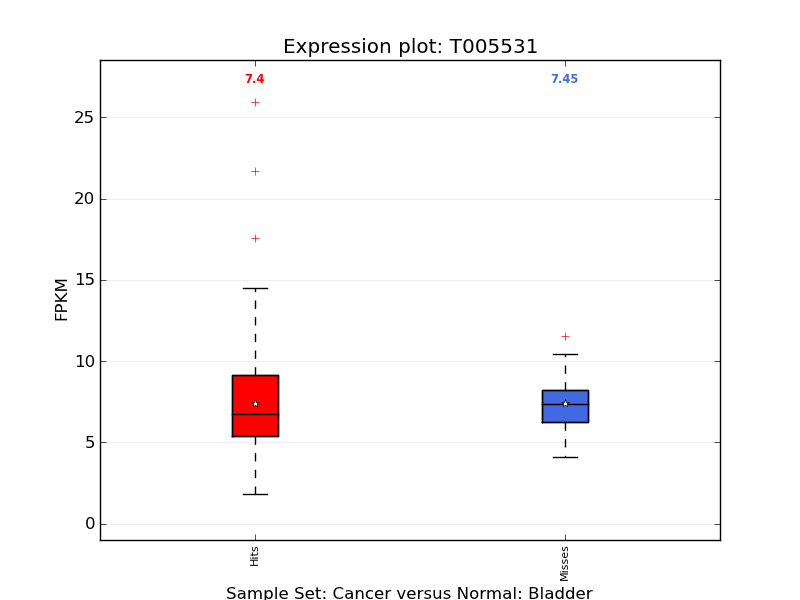 Expression plot: T005531
7.4 7.45
25
20
15
10
5
0
FPKM
Hits Misses
Sample Set: Cancer versus Normal: Bladder